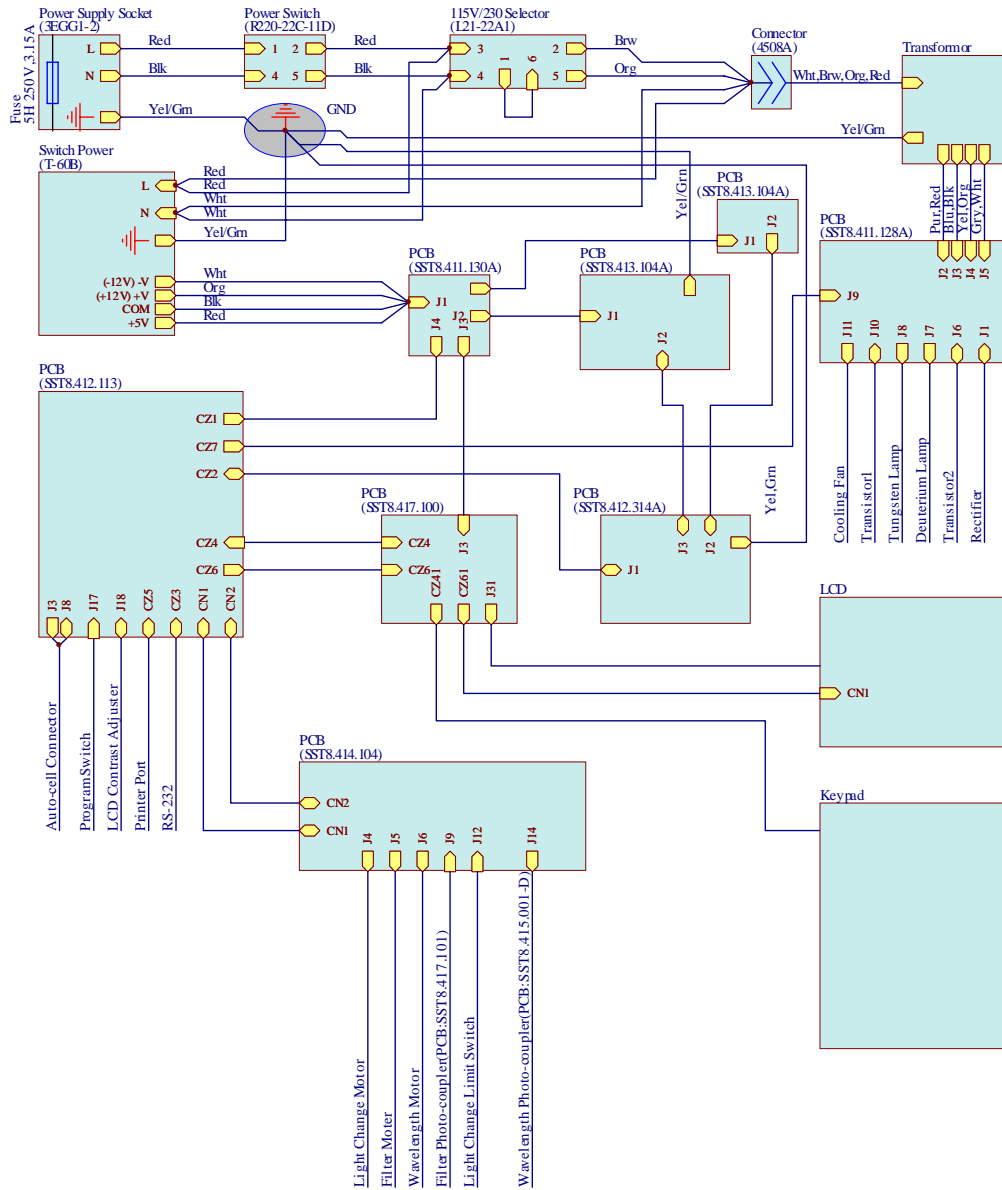 Power Supply Socket
(3EGG1-2)
L
N
Fuse
5H 250V,3.15A
Red
Blk
Yel/Grn
Power Switch
(R220-22C-11D)
1
2
4
5
Red
Blk
GND
115V/230 Selector
(L21-22A1)
3
2
4
1
6
5
Brw
Org
Connector
(4508A)
Wht,Brw,Org,Red
Transformor
Yel/Grn
Switch Power
(T-60B)
L
N
Red
Red
Wht
Wht
Yel/Grn
(-12V) -V
(+12V) +V
COM
+5V
Wht
Org
Blk
Red
PCB
(SST8.411.130A)
J1
J2
J4
J3
PCB
(SST8.413.104A)
J1
J2
Yel/Grn
PCB
(SST8.413.104A)
J1
J2
Pur,Red
Blu,Blk
Yel,Org
Gry,Wht
PCB
(SST8.411.128A)
J2
J3
J4
J5
J9
J11
J10
J8
J7
J6
J1
Cooling Fan
Transistor1
Tungsten Lamp
Deuterium Lamp
Transistor2
Rectifier
PCB
(SST8.412.113)
CZ1
CZ7
CZ2
CZ4
CZ6
J3
J8
J17
J18
CZ5
CZ3
CN1
CN2
Auto-cell Connector
ProgramSwitch
LCD Contrast Adjuster
Printer Port
RS-232
PCB
(SST8.417.100)
J3
CZ4
CZ6
CZ41
CZ61
J31
PCB
(SST8.412.314A)
J3
J2
J1
Yel,Grn
LCD
CN1
PCB
(SST8.414.104)
CN2
CN1
J4
J5
J6
J9
J12
J14
Light Change Motor
Filter Moter
Wavelength Motor
Filter Photo-coupler(PCB:SST8.417.101)
Light Change Limit Switch
Wavelength Photo-coupler(PCB:SST8.415.001-D)
Keypad